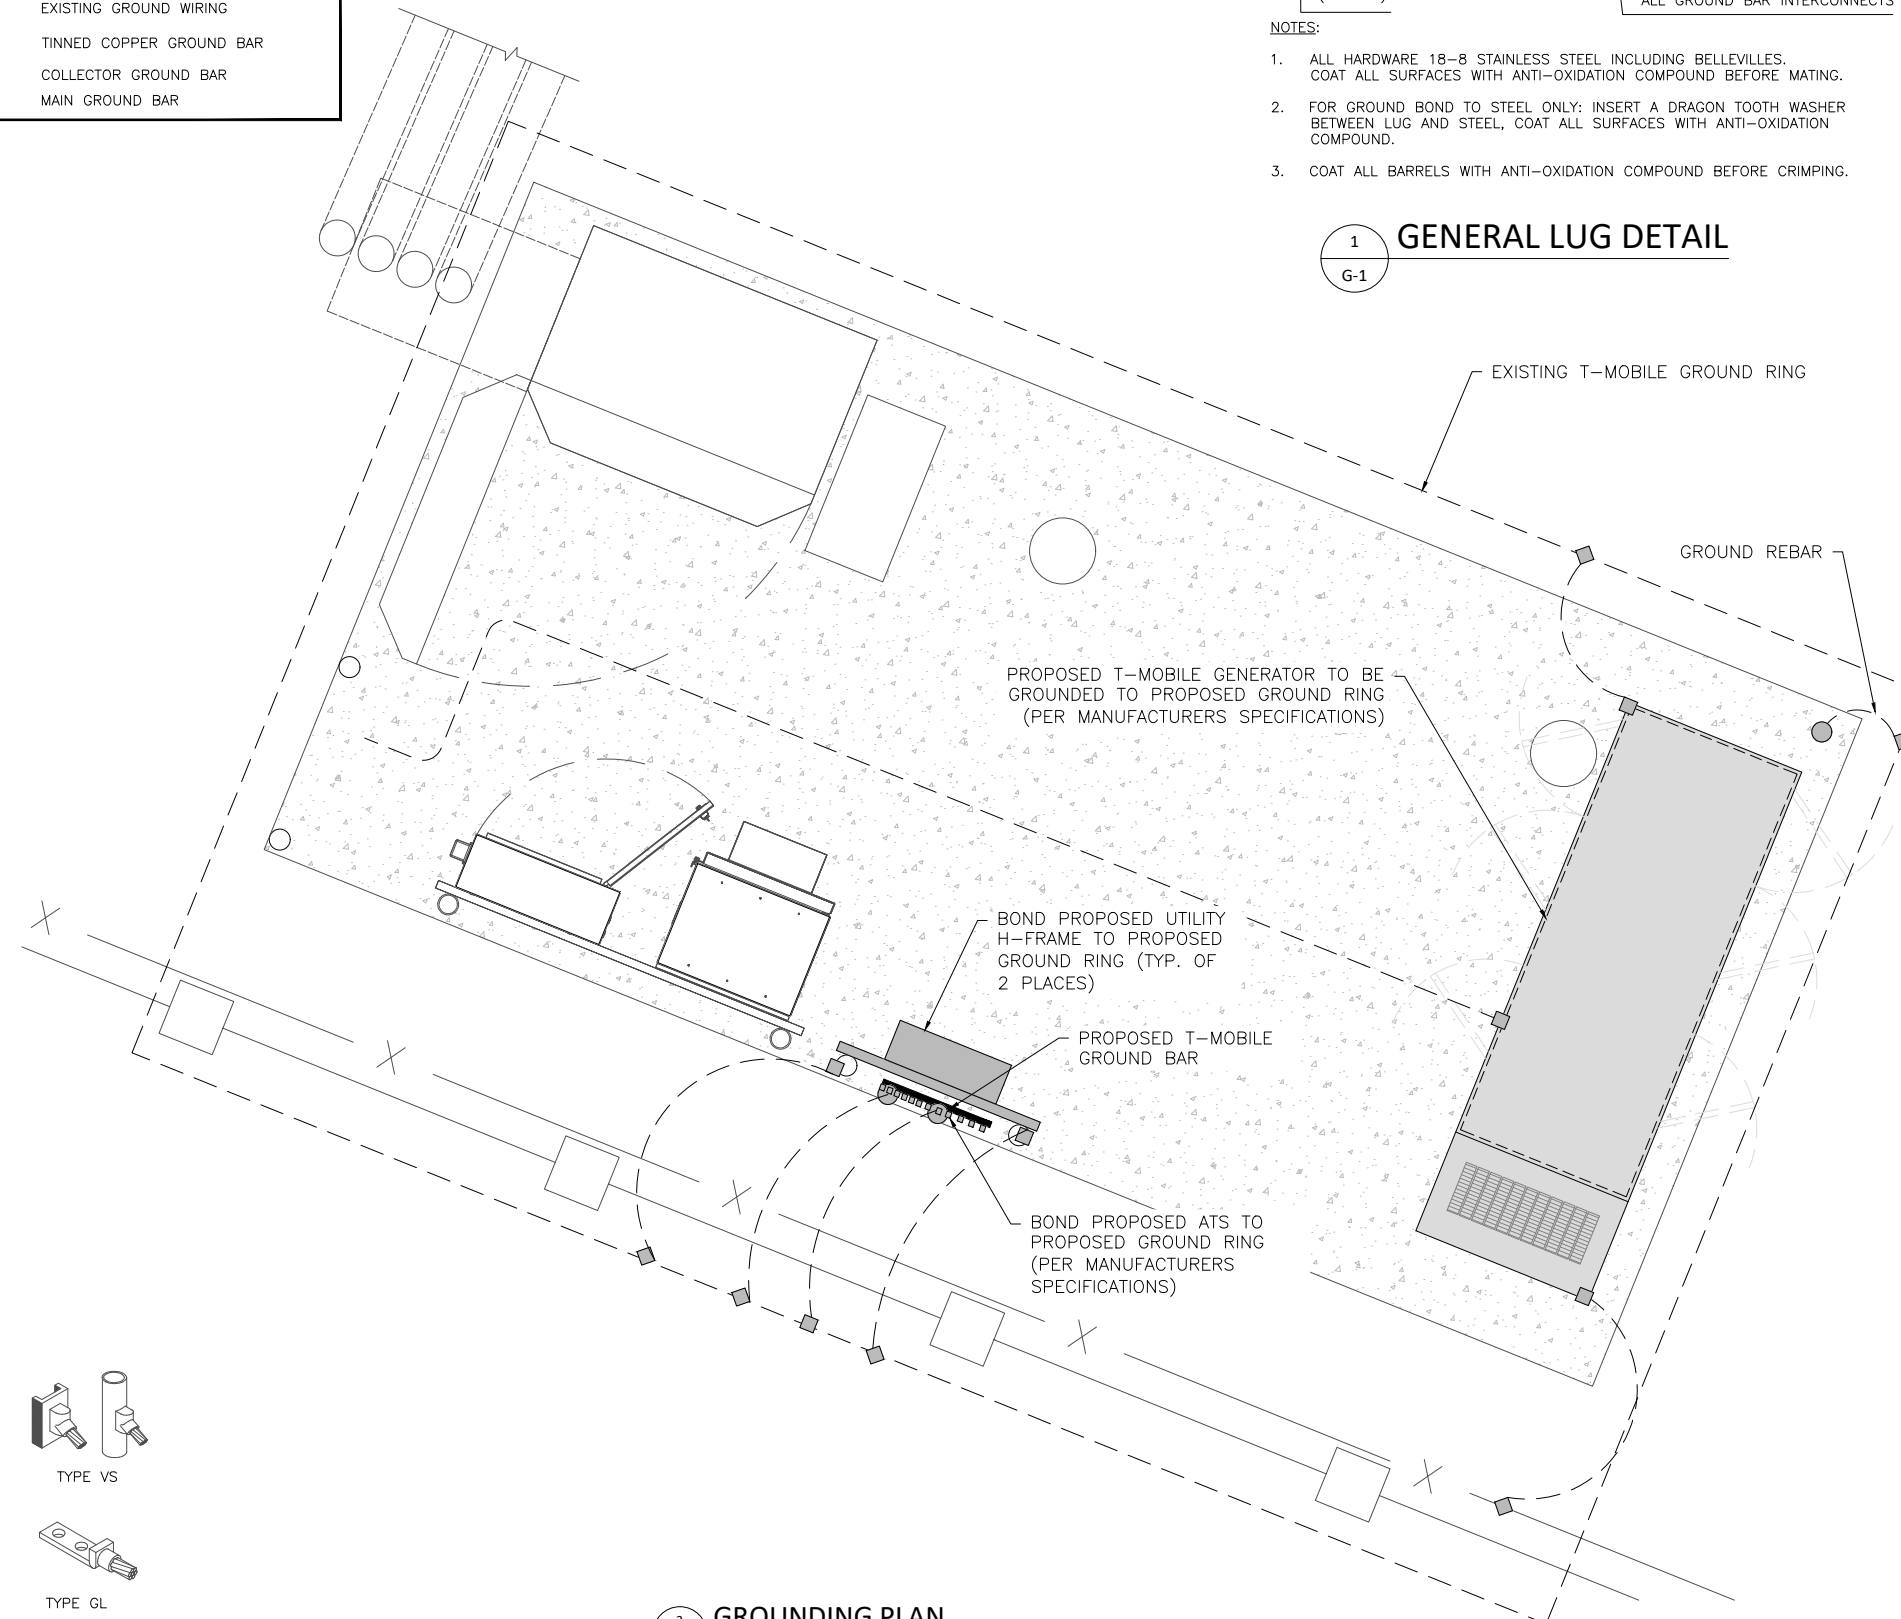 EXISTING GROUND WIRING
TINNED COPPER GROUND BAR
COLLECTOR GROUND BAR
MAIN GROUND BAR
ALL GROUND BAR INTERCONNECTS
NOTES:
1. ALL HARDWARE 18-8 STAINLESS STEEL INCLUDING BELLEVILLES.
COAT ALL SURFACES WITH ANTI-OXIDATION COMPOUND BEFORE MATING.
2. FOR GROUND BOND TO STEEL ONLY: INSERT A DRAGON TOOTH WASHER
BETWEEN LUG AND STEEL, COAT ALL SURFACES WITH ANTI-OXIDATION
COMPOUND.
3. COAT ALL BARRELS WITH ANTI-OXIDATION COMPOUND BEFORE CRIMPING.
1
G-1
GENERAL LUG DETAIL
EXISTING T-MOBILE GROUND RING
GROUND REBAR
PROPOSED T-MOBILE GENERATOR TO BE
GROUNDED TO PROPOSED GROUND RING
(PER MANUFACTURERS SPECIFICATIONS)
BOND PROPOSED UTILITY
H-FRAME TO PROPOSED
GROUND RING (TYP. OF
2 PLACES)
PROPOSED T-MOBILE
GROUND BAR
BOND PROPOSED ATS TO
PROPOSED GROUND RING
(PER MANUFACTURERS
SPECIFICATIONS)
TYPE VS
TYPE GL
GROUNDING PLAN